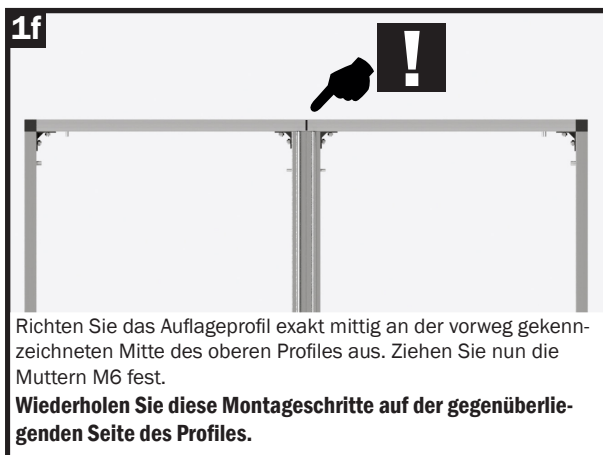 1f
!
Richten Sie das Auflageprofil exakt mittig an der vorweg gekenn-
zeichneten Mitte des oberen Profiles aus. Ziehen Sie nun die
Muttern M6 fest.
Wiederholen Sie diese Montageschritte auf der gegenüberlie-
genden Seite des Profiles.